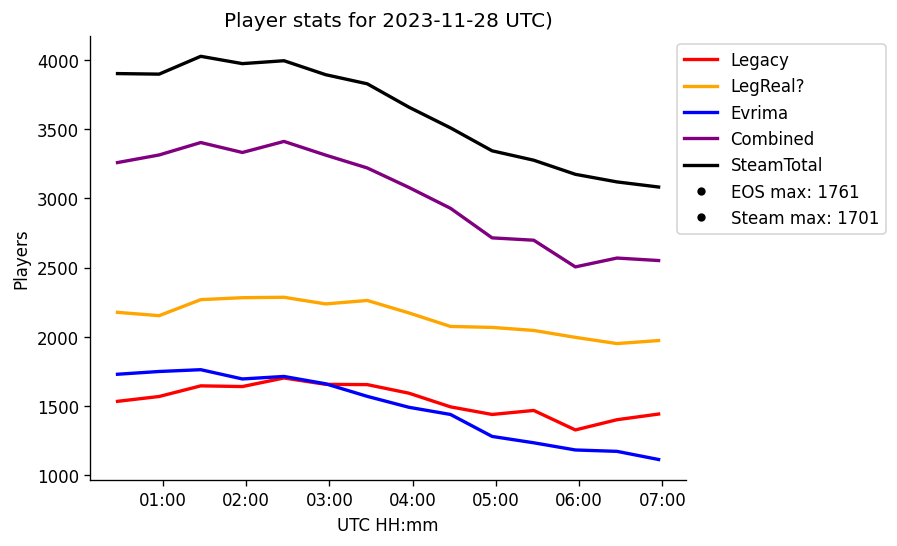 Player stats for 2023-11-28 UTC)
4000
3500
3000
2500
2000
1500
1000
Players
01:00 02:00 03:00 04:00 05:00 06:00 07:00
UTC HH:mm
Legacy
LegReal?
Evrima
Combined
SteamTotal
EOS max: 1761
Steam max: 1701